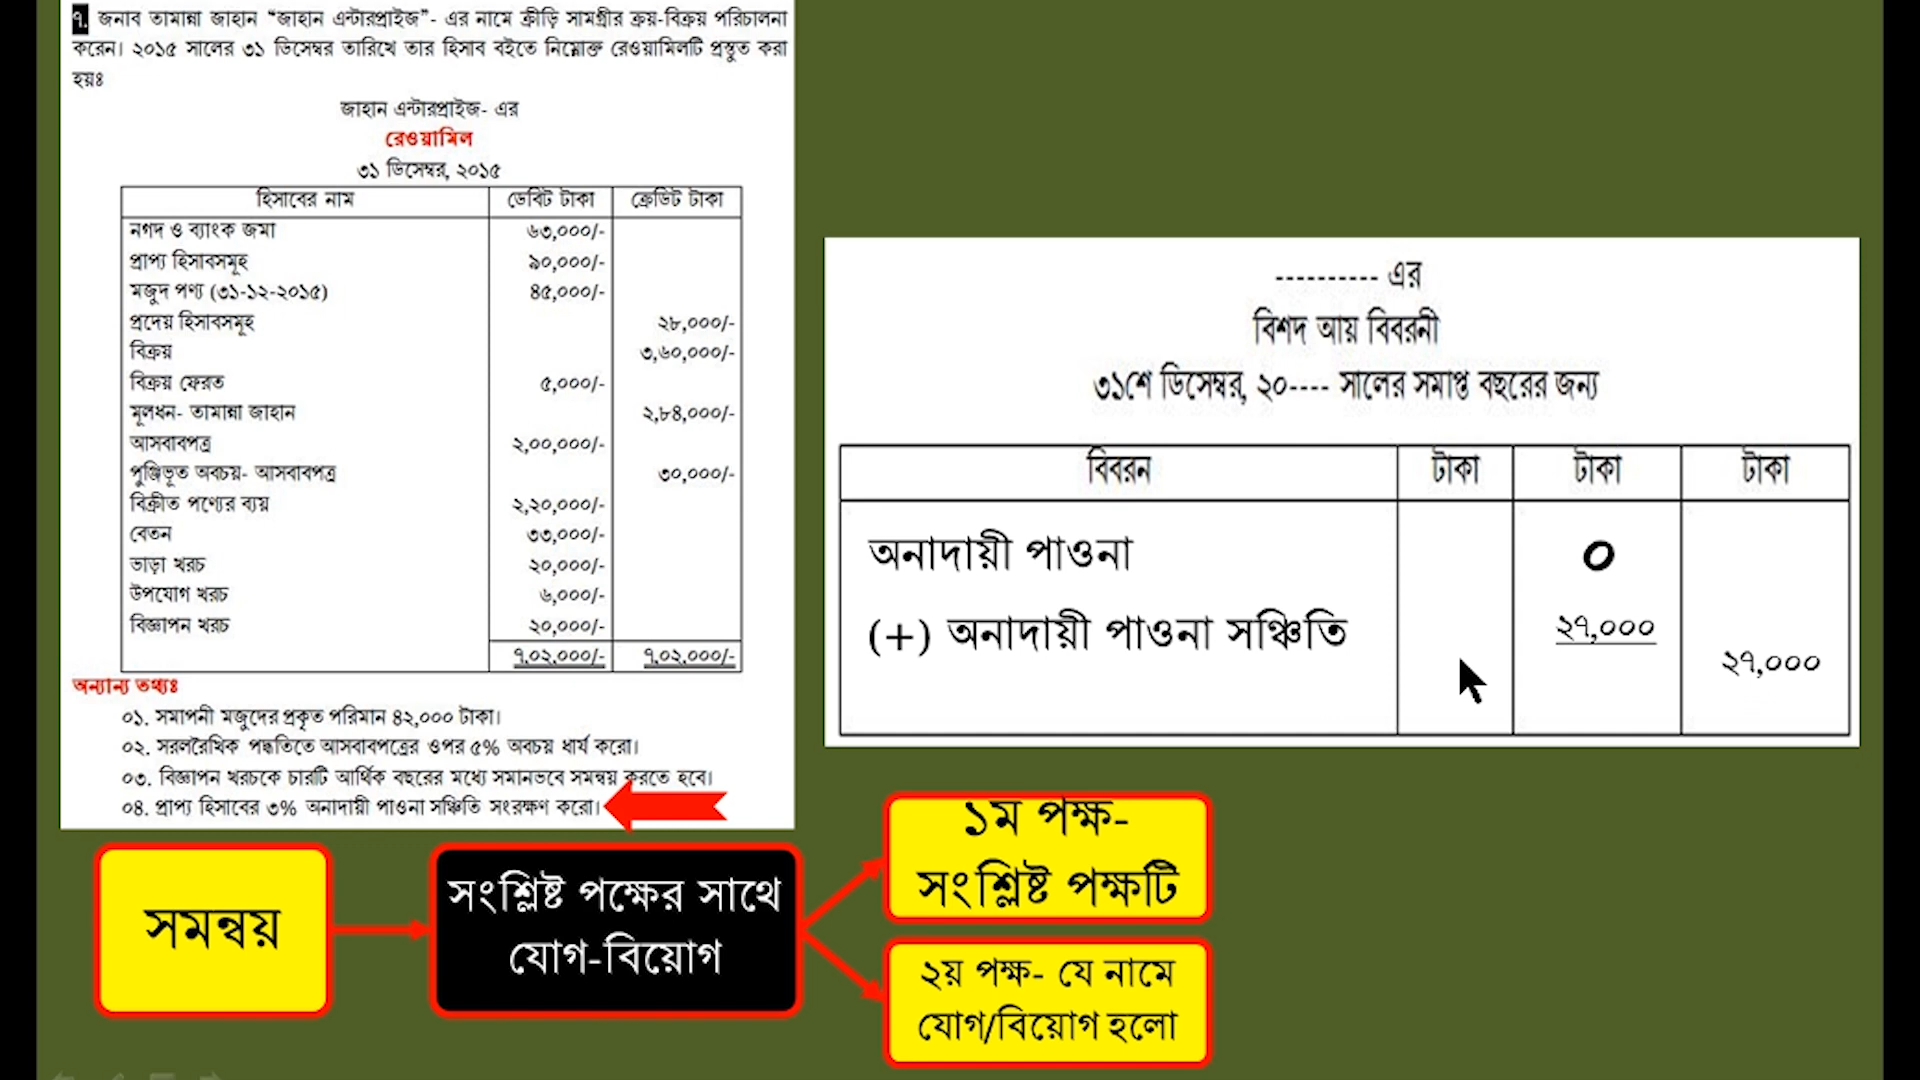 ৭. জনাব তামান্না জাহান “জাহান এন্টারপ্রাইজ”- এর নামে ক্রীড়ি সামগ্রীর ক্রয়-বিক্রয় পরিচালনা
করেন। ২০১৫ সালের ৩১ ডিসেম্বর তারিখে তার হিসাব বইতে নিম্নোক্ত রেওয়ামিলটি প্রস্তুত করা
হয়ঃ
জাহান এন্টারপ্রাইজ- এর
রেওয়ামিল
৩১ ডিসেম্বর, ২০১৫
হিসাবের নাম ডেবিট টাকা ক্রেডিট টাকা
নগদ ও ব্যাংক জমা ৬৩,০০০/-
প্রাপ্য হিসাবসমূহ ৯০,০০০/-
মজুদ পণ্য (৩১-১২-২০১৫) ৪৫,০০০/-
প্রদেয় হিসাবসমূহ ২৮,০০০/-
বিক্রয় ৩,৬০,০০০/-
বিক্রয় ফেরত ৫,০০০/-
মূলধন- তামান্না জাহান ২,৮৪,০০০/-
আসবাবপত্র ২,০০,০০০/-
পুঞ্জিভূত অবচয়- আসবাবপত্র ৩০,০০০/-
বিক্রীত পণ্যের ব্যয় ২,২০,০০০/-
বেতন ৩৩,০০০/-
ভাড়া খরচ ২০,০০০/-
উপযোগ খরচ ৬,০০০/-
বিজ্ঞাপন খরচ ২০,০০০/-
৭,০২,০০০/- ৭,০২,০০০/-
অন্যান্য তথ্যঃ
০১. সমাপনী মজুদের প্রকৃত পরিমান ৪২,০০০ টাকা।
০২. সরলরৈখিক পদ্ধতিতে আসবাবপত্রের ওপর ৫% অবচয় ধার্য করো।
০৩. বিজ্ঞাপন খরচকে চারটি আর্থিক বছরের মধ্যে সমানভবে সমন্বয় করতে হবে।
০৪. প্রাপ্য হিসাবের ৩% অনাদায়ী পাওনা সঞ্চিতি সংরক্ষণ করো।
---------- এর
বিশদ আয় বিবরনী
৩১শে ডিসেম্বর, ২০---- সালের সমাপ্ত বছরের জন্য
বিবরন টাকা টাকা টাকা
অনাদায়ী পাওনা ০
(+) অনাদায়ী পাওনা সঞ্চিতি ২৭,০০০
২৭,০০০
সমন্বয়
সংশ্লিষ্ট পক্ষের সাথে
যোগ-বিয়োগ
১ম পক্ষ-
সংশ্লিষ্ট পক্ষটি
২য় পক্ষ- যে নামে
যোগ/বিয়োগ হলো